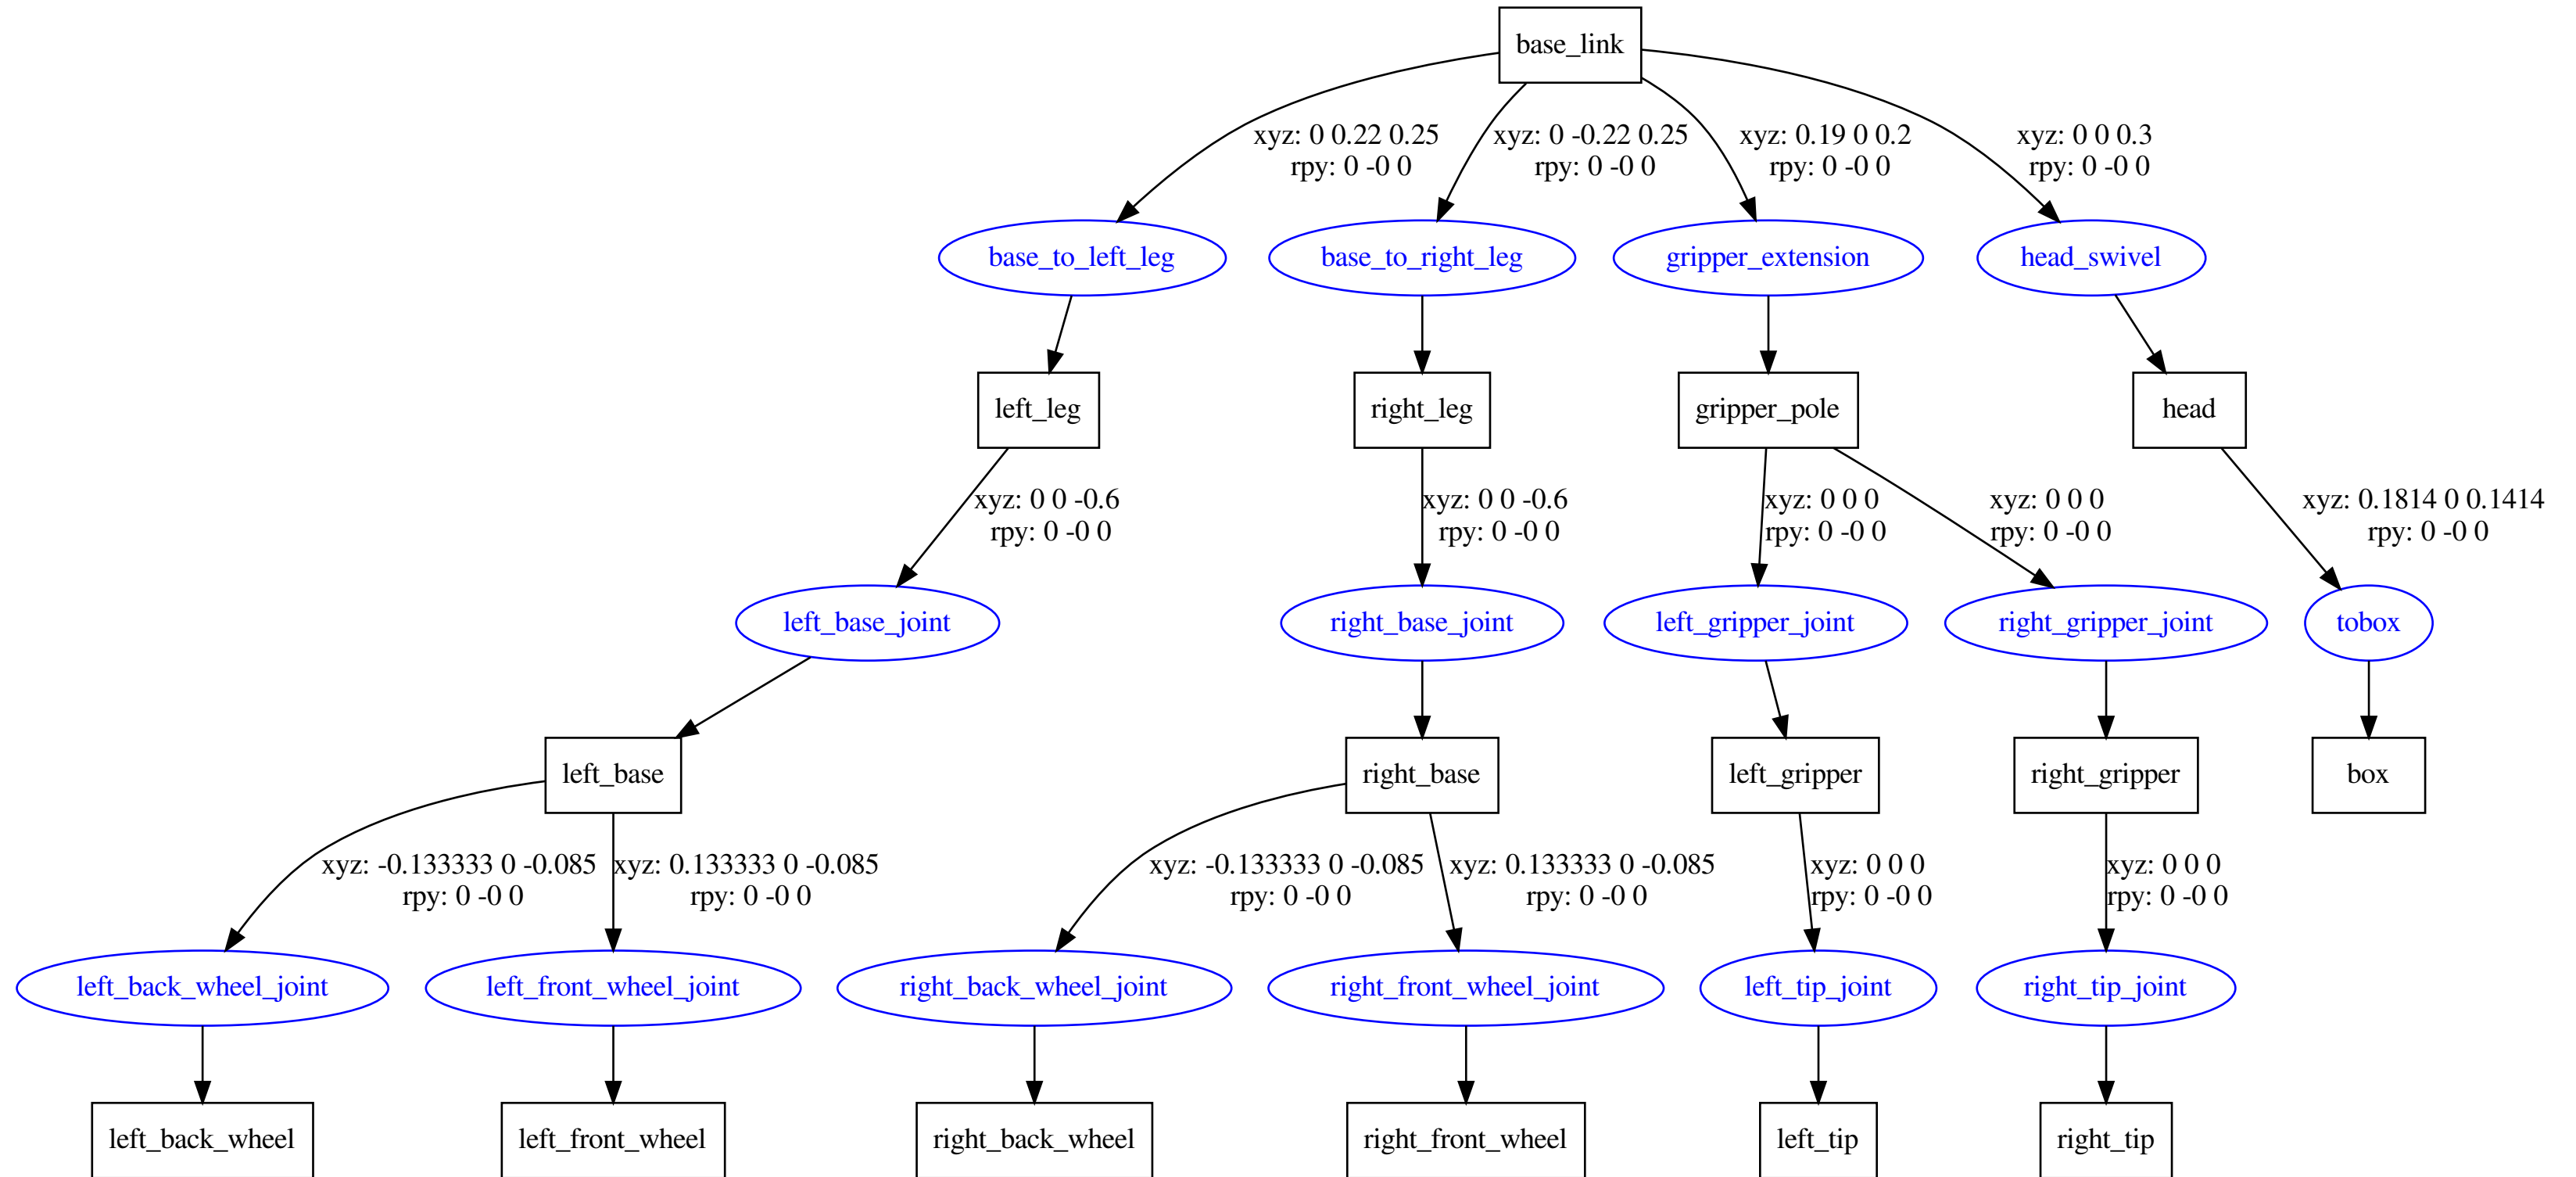 base_link
xyz: 0 0.22 0.25
rpy: 0 -0 0
xyz: 0 -0.22 0.25
rpy: 0 -0 0
xyz: 0.19 0 0.2
rpy: 0 -0 0
xyz: 0 0 0.3
rpy: 0 -0 0
base_to_left_leg
base_to_right_leg
gripper_extension
head_swivel
left_leg
right_leg
gripper_pole
head
xyz: 0 0 -0.6
rpy: 0 -0 0
xyz: 0 0 -0.6
rpy: 0 -0 0
xyz: 0 0 0
rpy: 0 -0 0
xyz: 0 0 0
rpy: 0 -0 0
xyz: 0.1814 0 0.1414
rpy: 0 -0 0
left_base_joint
right_base_joint
left_gripper_joint
right_gripper_joint
tobox
left_base
right_base
left_gripper
right_gripper
box
xyz: -0.133333 0 -0.085
rpy: 0 -0 0
xyz: 0.133333 0 -0.085
rpy: 0 -0 0
xyz: -0.133333 0 -0.085
rpy: 0 -0 0
xyz: 0.133333 0 -0.085
rpy: 0 -0 0
xyz: 0 0 0
rpy: 0 -0 0
xyz: 0 0 0
rpy: 0 -0 0
left_back_wheel_joint
left_front_wheel_joint
right_back_wheel_joint
right_front_wheel_joint
left_tip_joint
right_tip_joint
left_back_wheel
left_front_wheel
right_back_wheel
right_front_wheel
left_tip
right_tip